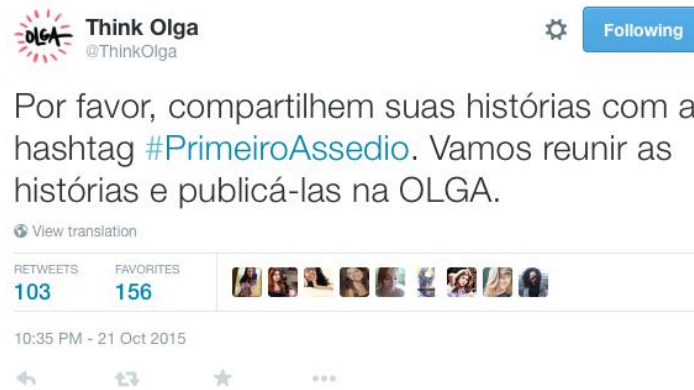 OLGA
Think Olga
@ThinkOlga
Following
Por favor, compartilhem suas histórias com a
hashtag #PrimeiroAssedio. Vamos reunir as
histórias e publicá-las na OLGA.
View translation
RETWEETS FAVORITES
103 156
10:35 PM - 21 Oct 2015